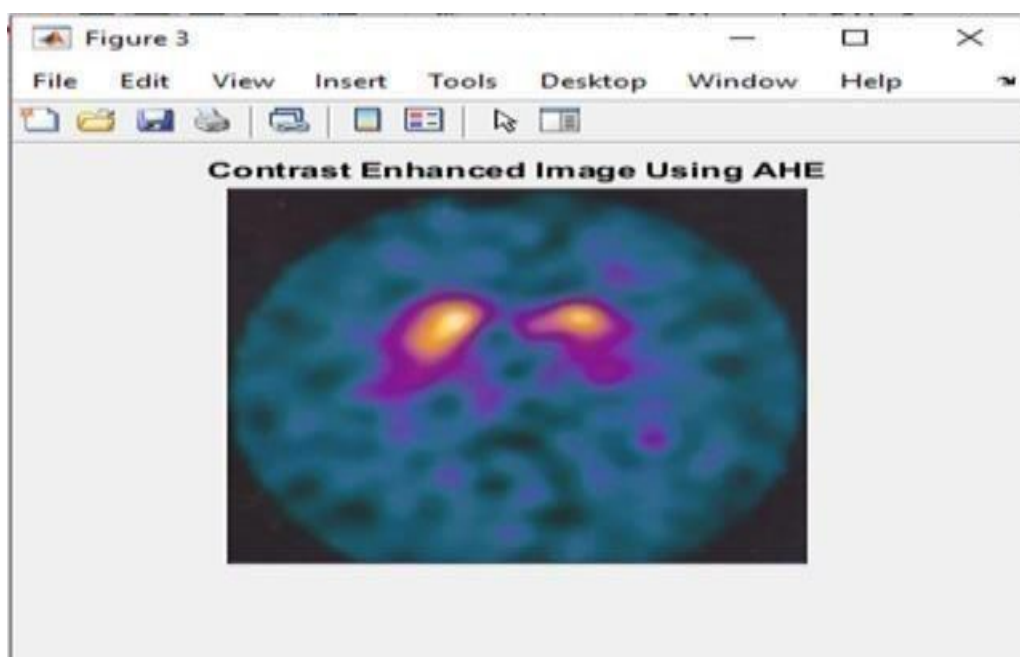 Figure 3
File Edit View Insert Tools Desktop Window Help
Contrast Enhanced Image Using AHE